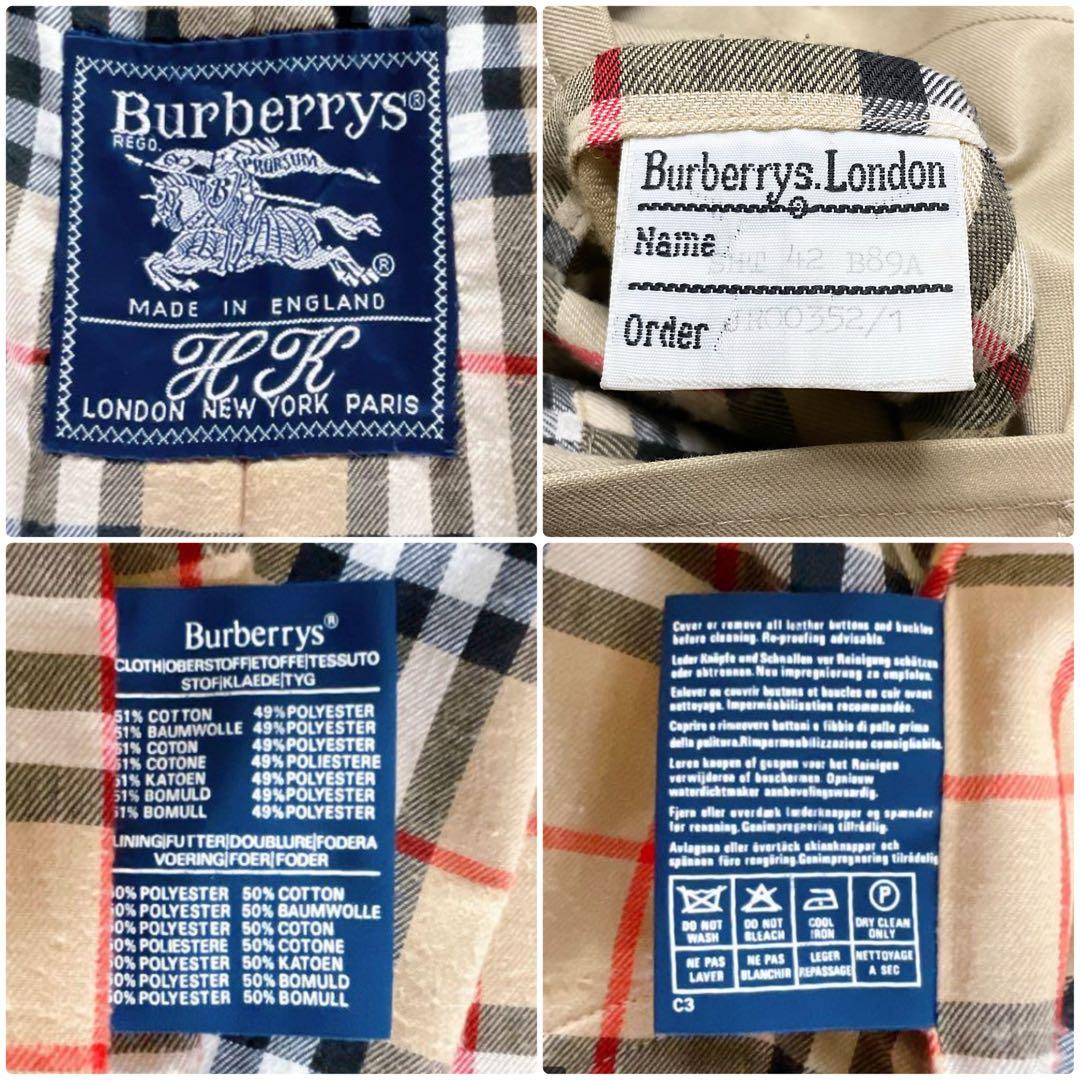 Burberrys®
REGD.
PRORSUM
B
®
MADE IN ENGLAND
HK
LONDON NEW YORK PARIS
Burberrys.London
Name SHT 42 B89A
Order UK00352/1
Burberrys®
CLOTH|OBERSTOFF|ETOFFE|TESSUTO
STOF|KLAEDE|TYG
51% COTTON 49% POLYESTER
51% BAUMWOLLE 49% POLYESTER
51% COTON 49% POLYESTER
51% COTONE 49% POLIESTERE
51% KATOEN 49% POLYESTER
51% BOMULD 49% POLYESTER
51% BOMULL 49% POLYESTER
LINING|FUTTER|DOUBLURE|FODERA
VOERING|FOER|FODER
50% POLYESTER 50% COTTON
50% POLYESTER 50% BAUMWOLLE
50% POLYESTER 50% COTON
50% POLIESTERE 50% COTONE
50% POLYESTER 50% KATOEN
50% POLYESTER 50% BOMULD
50% POLYESTER 50% BOMULL
Cover or remove all leather buttons and buckles
before cleaning. Re-proofing advisable.
Leder Knöpfe und Schnallen vor Reinigung schützen
oder abtrennen. Neu impregnierung zu empfolen.
Enlever ou couvrir boutons et boucles en cuir avant
nettoyage. Imperméabilisation recommandée.
Coprire o rimuovere bottoni e fibbie di pelle prima
della pulitura. Rimpermeabilizzazione consigliabile.
Leren knopen of gespen voor het Reinigen
verwijderen of beschermen. Opnieuw
waterdichtmaker aanbevelingswaardig.
Fjern eller overdæk læderknapper og spænder
for rensning. Genimpregnering tillrådlig.
Avlagsna eller övertäck skinnknappar och
spännen före rengöring. Genimpregnering tilrådelig
DO NOT WASH
DO NOT BLEACH
COOL IRON
P
DRY CLEAN ONLY
NE PAS LAVER
NE PAS BLANCHIR
LEGER REPASSAGE
NETTOYAGE A SEC
C3